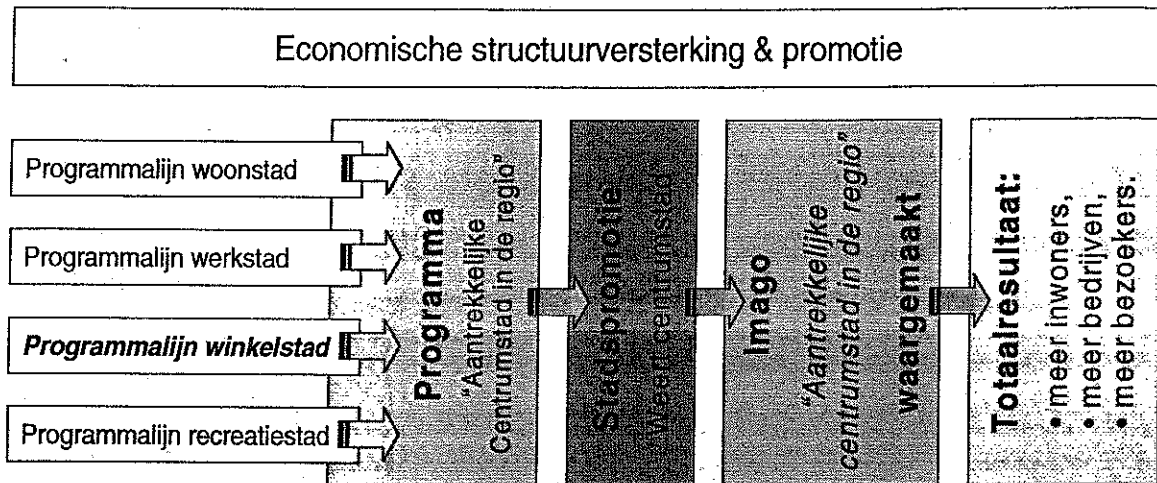 Economische structuurversterking & promotie
Programmalijn woonstad
Programmalijn werkstad
Programmalijn winkelstad
Programmalijn recreatiestad
Programma
"Aantrekkelijke
Centrumstad in de regio"
Stadspromotie
"Weert centrumstad"
Imago
"Aantrekkelijke
centrumstad in de regio"
waargemaakt
Totaalresultaat:
• meer inwoners,
• meer bedrijven,
• meer bezoekers.